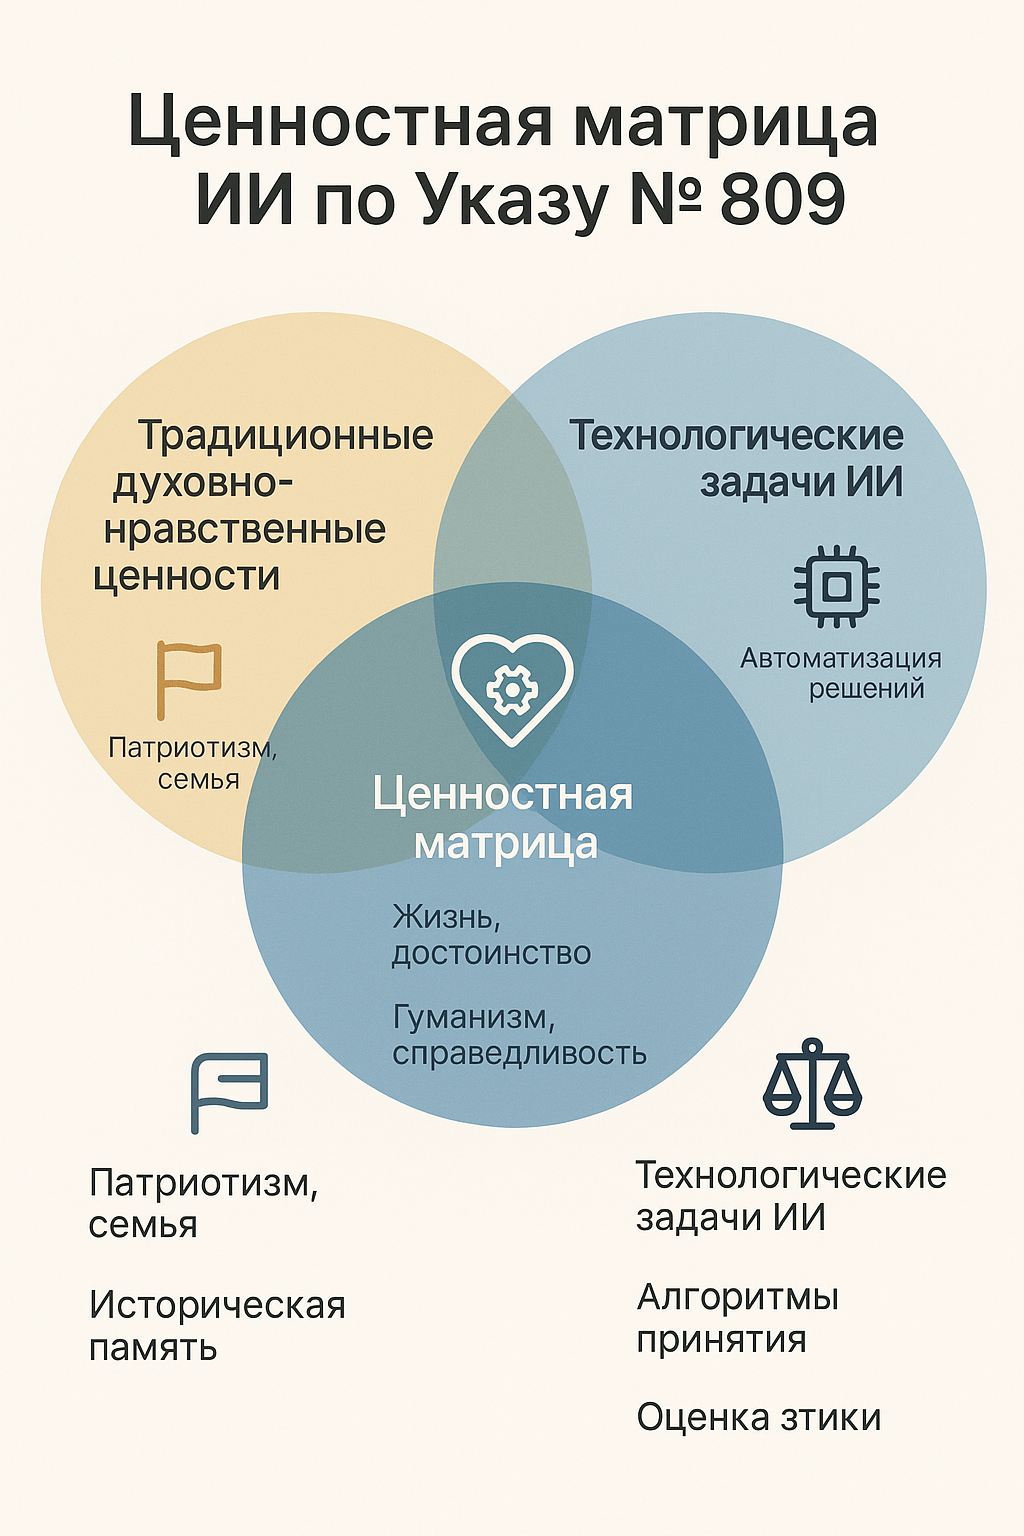 Ценностная матрица
ИИ по Указу № 809
Традиционные
духовно-
нравственные
ценности
Патриотизм,
семья
Технологические
задачи ИИ
Автоматизация
решений
Ценностная
матрица
Жизнь,
достоинство
Гуманизм,
справедливость
Патриотизм,
семья
Историческая
память
Технологические
задачи ИИ
Алгоритмы
принятия
Оценка зтики